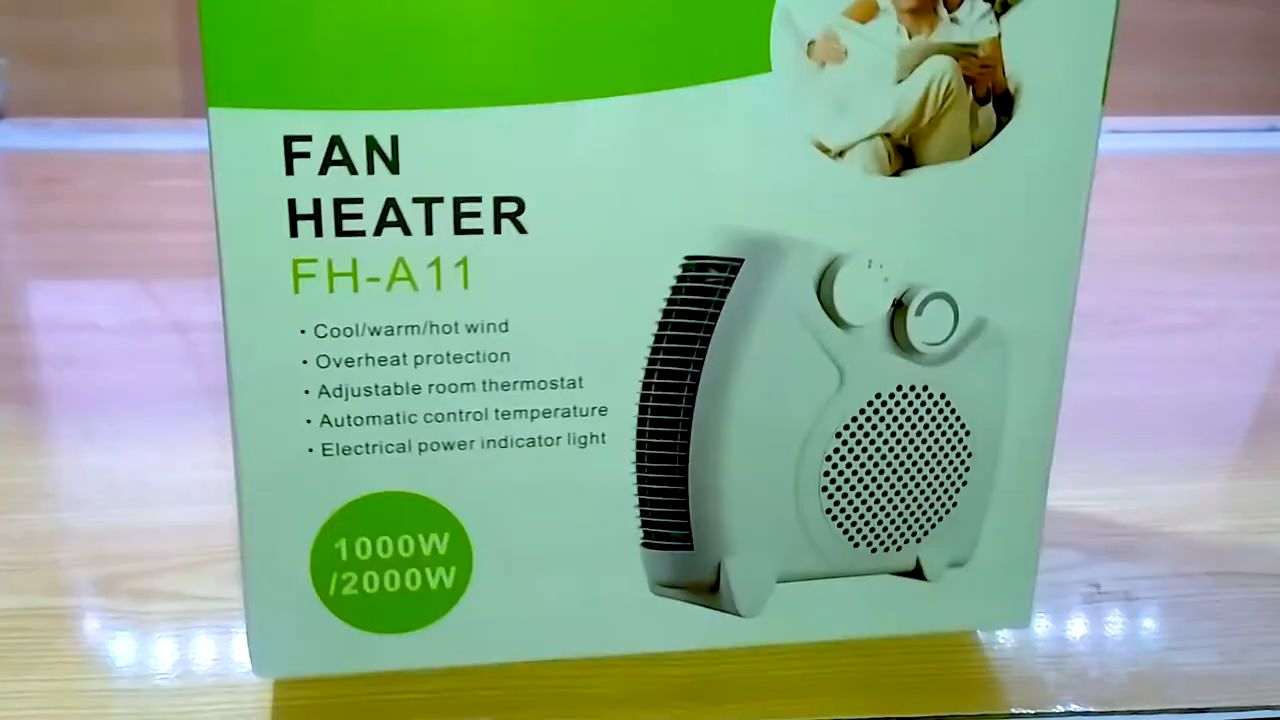 FAN
HEATER
FH-A11
• Cool/warm/hot wind
• Overheat protection
• Adjustable room thermostat
• Automatic control temperature
• Electrical power indicator light
1000W
/2000W